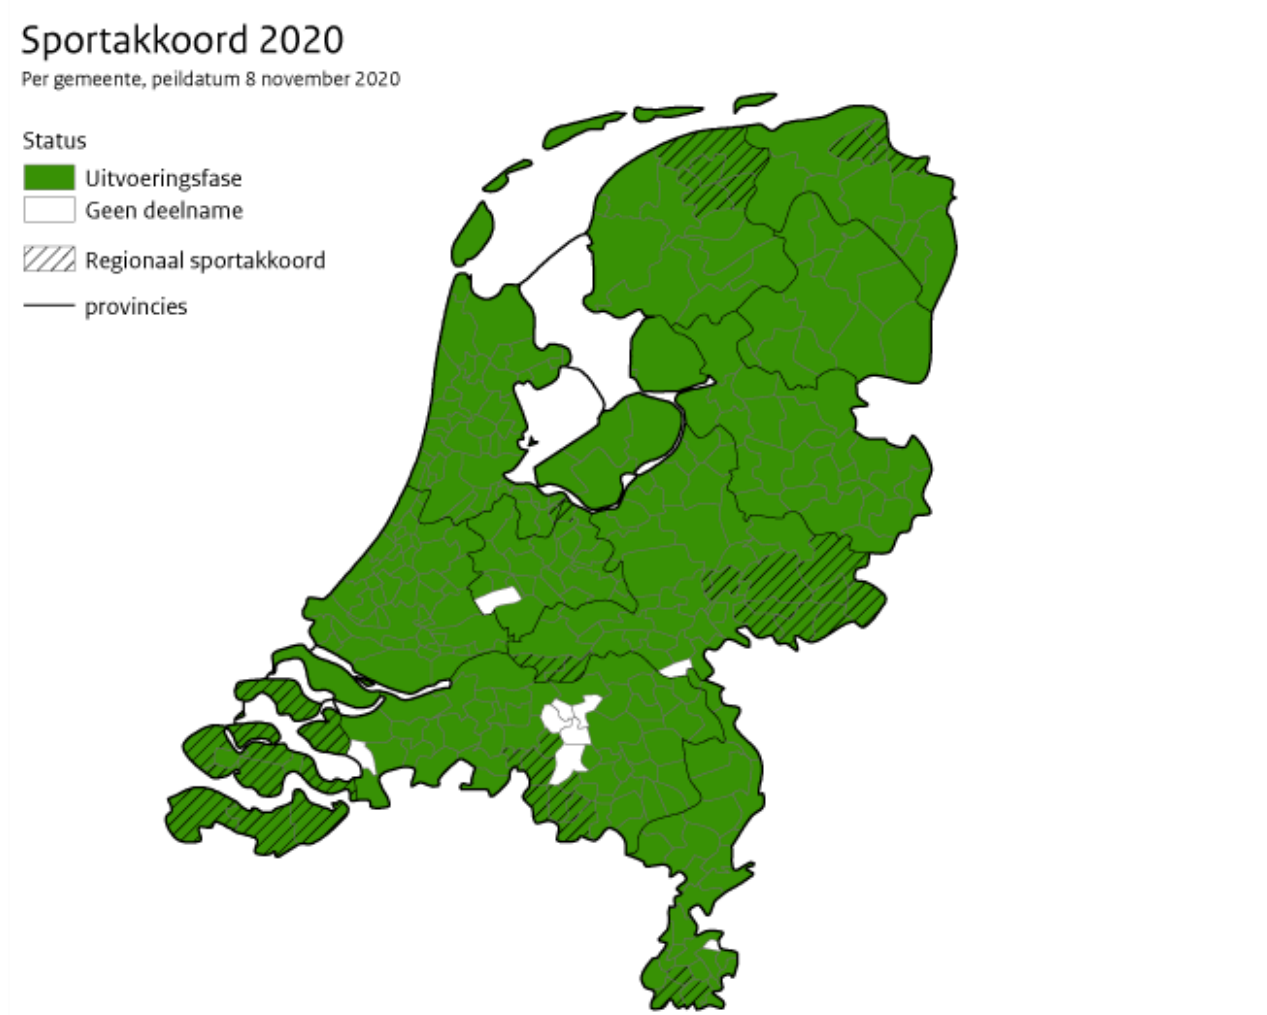 Sportakkoord 2020
Per gemeente, peildatum 8 november 2020
Status
Uitvoeringsfase
Geen deelname
Regionaal sportakkoord
provincies